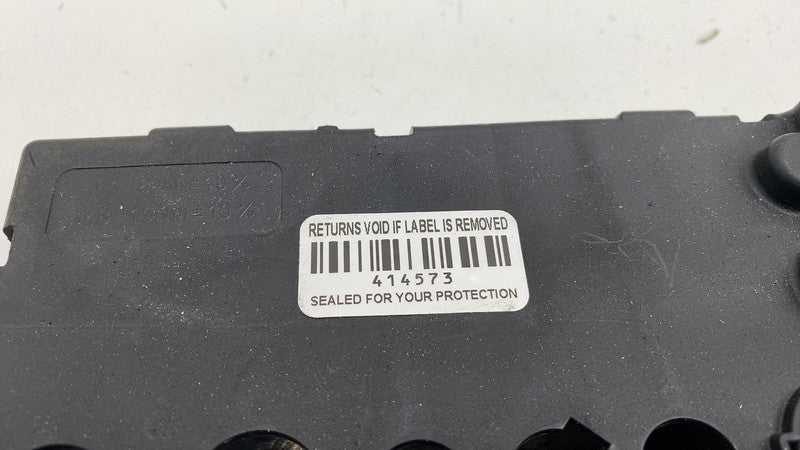 RETURNS VOID IF LABEL IS REMOVED
414573
SEALED FOR YOUR PROTECTION